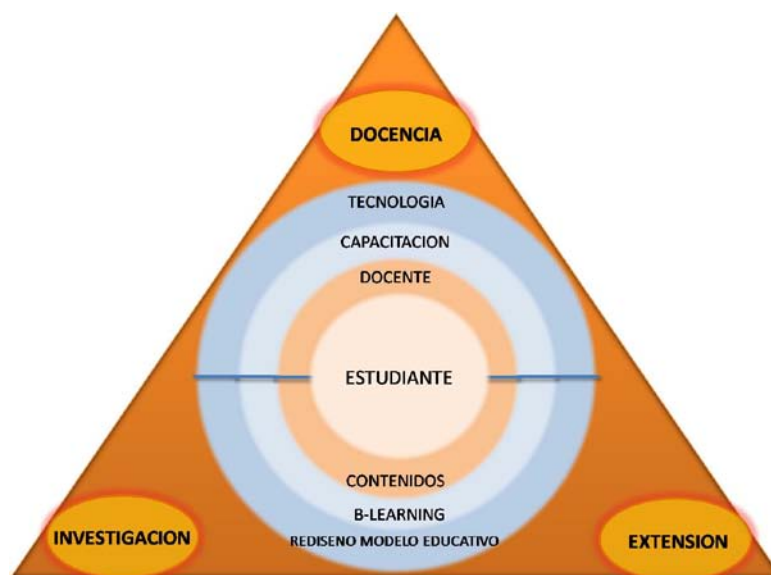 DOCENCIA
TECNOLOGIA
CAPACITACION
DOCENTE
ESTUDIANTE
CONTENIDOS
B-LEARNING
REDISENO MODELO EDUCATIVO
INVESTIGACION
EXTENSION